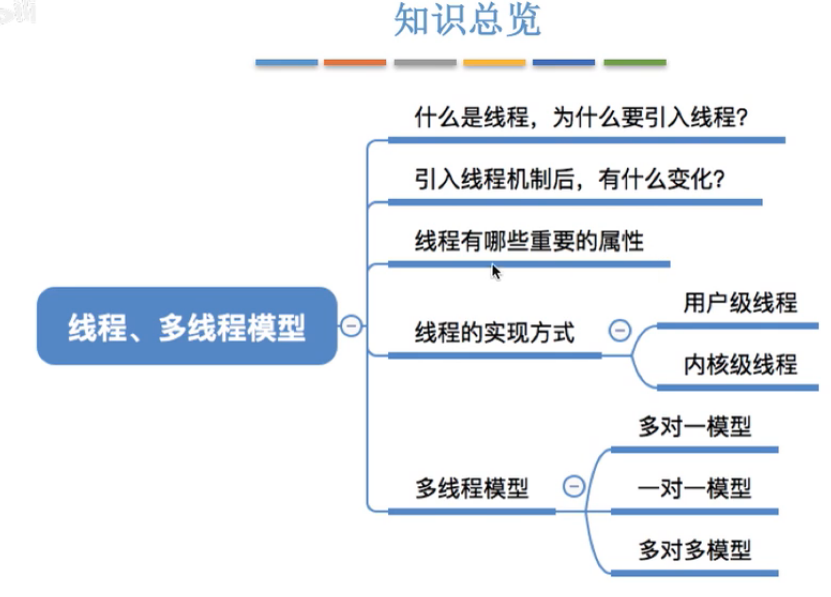 知识总览
什么是线程，为什么要引入线程？
引入线程机制后，有什么变化？
线程有哪些重要的属性
线程、多线程模型
线程的实现方式
用户级线程
内核级线程
多线程模型
多对一模型
一对一模型
多对多模型